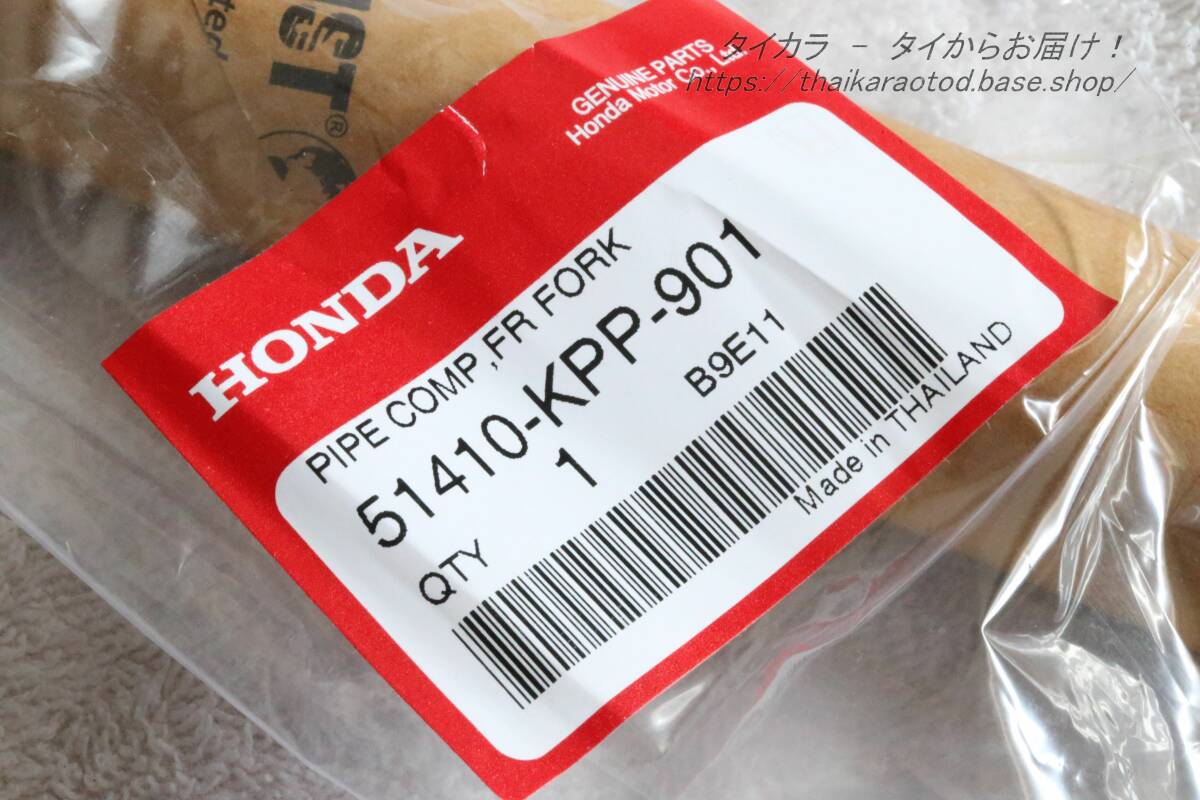 タイカラ － タイからお届け！
https://thaikaraotod.base.shop/
GENUINE PARTS
Honda Motor Co., Ltd.
HONDA
PIPE COMP,FR FORK
51410-KPP-901
1
B9E11
QTY
Made in THAILAND